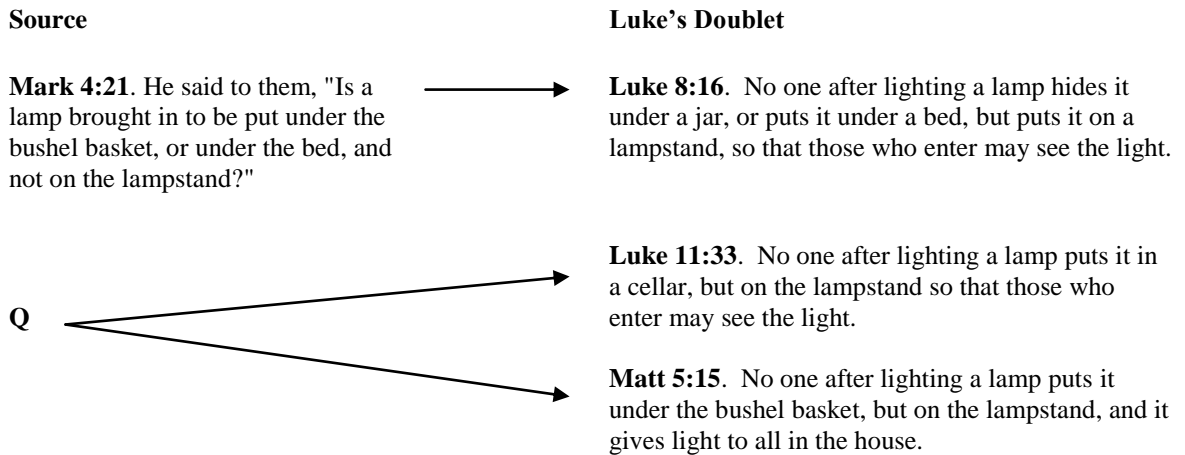 Source
Luke’s Doublet
Mark 4:21. He said to them, "Is a
lamp brought in to be put under the
bushel basket, or under the bed, and
not on the lampstand?"
Luke 8:16.  No one after lighting a lamp hides it
under a jar, or puts it under a bed, but puts it on a
lampstand, so that those who enter may see the light.
Q
Luke 11:33.  No one after lighting a lamp puts it in
a cellar, but on the lampstand so that those who
enter may see the light.
Matt 5:15.  No one after lighting a lamp puts it
under the bushel basket, but on the lampstand, and it
gives light to all in the house.